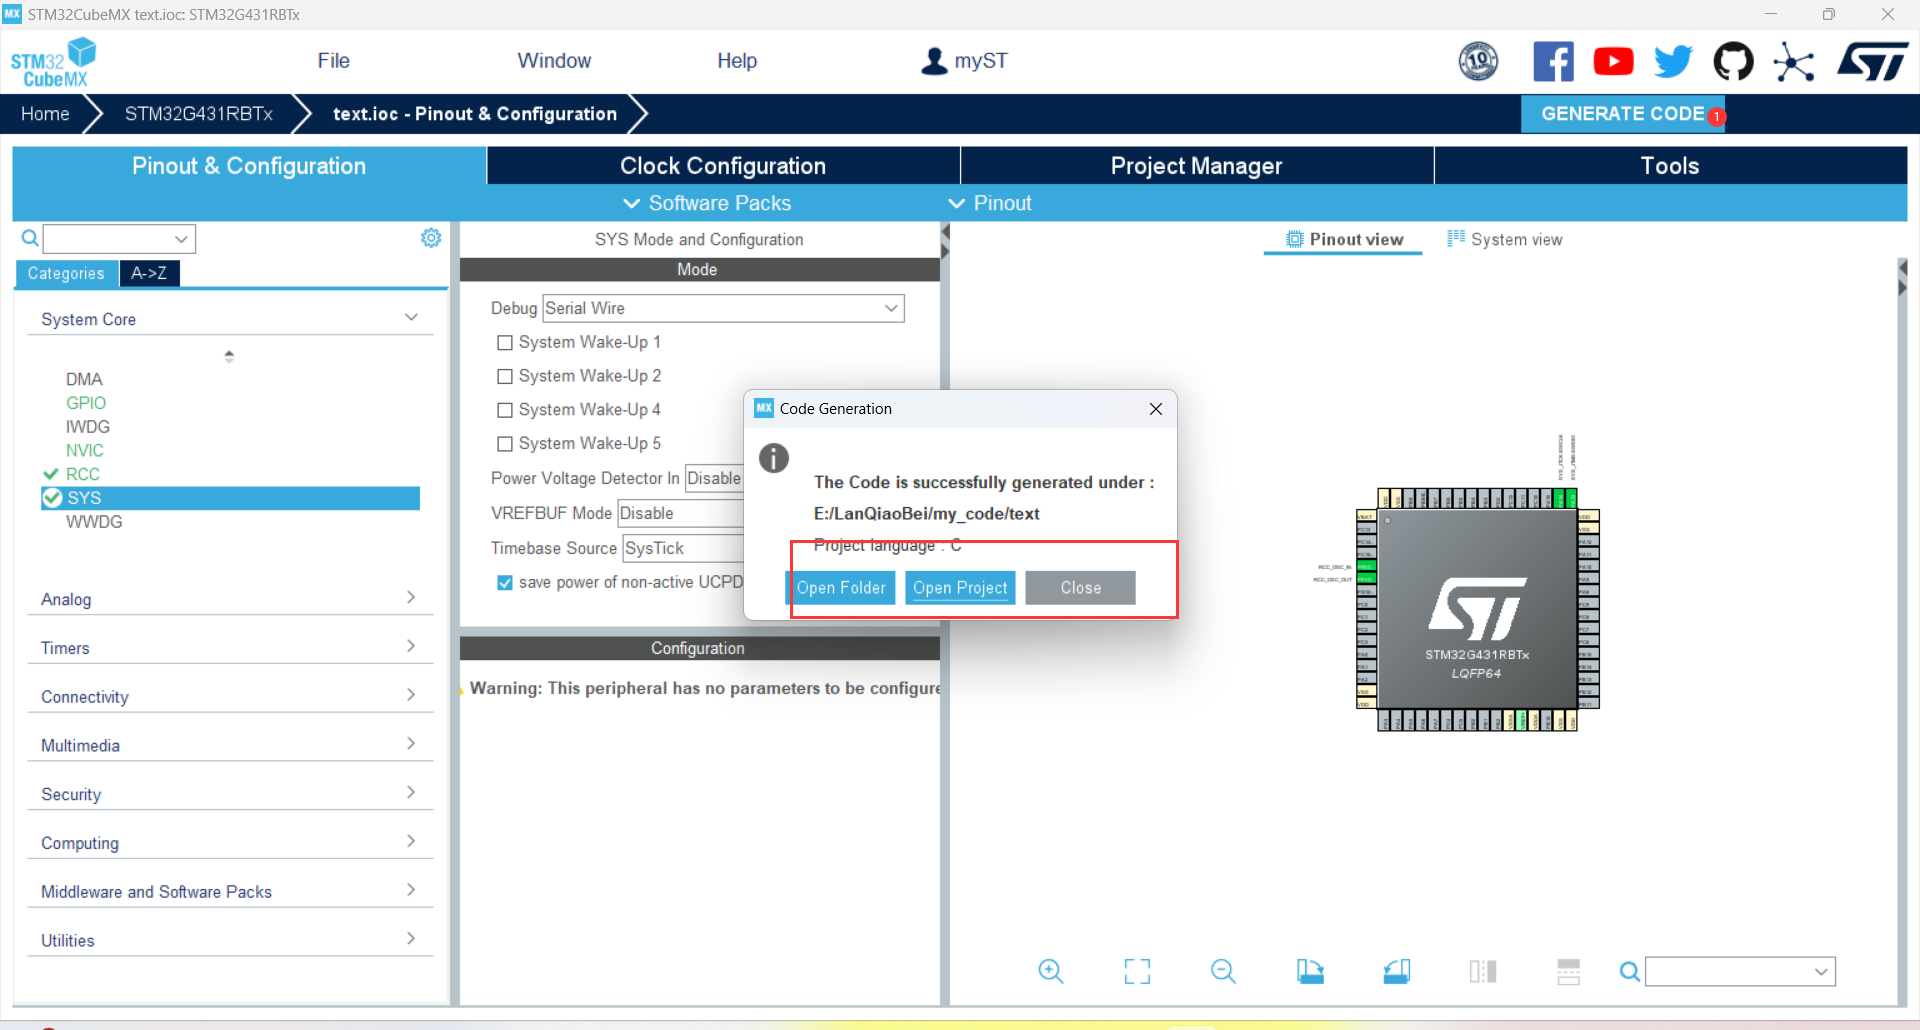 MX STM32CubeMX text.ioc: STM32G431RBTx
STM32
CubeMX
File
Window
Help
myST
10
Home
STM32G431RBTx
text.ioc - Pinout & Configuration
GENERATE CODE
1
Pinout & Configuration
Clock Configuration
Project Manager
Tools
Software Packs
Pinout
Categories
A->Z
System Core
DMA
GPIO
IWDG
NVIC
RCC
SYS
WWDG
Analog
Timers
Connectivity
Multimedia
Security
Computing
Middleware and Software Packs
Utilities
SYS Mode and Configuration
Mode
Debug Serial Wire
System Wake-Up 1
System Wake-Up 2
System Wake-Up 4
System Wake-Up 5
Power Voltage Detector In Disable
VREFBUF Mode Disable
Timebase Source SysTick
save power of non-active UCPD
Configuration
Warning: This peripheral has no parameters to be configure
MX Code Generation
The Code is successfully generated under :
E:/LanQiaoBei/my_code/text
Project language : C
Open Folder
Open Project
Close
Pinout view
System view
RCC_OSC_IN
RCC_OSC_OUT
STM32G431RBTx
LQFP64